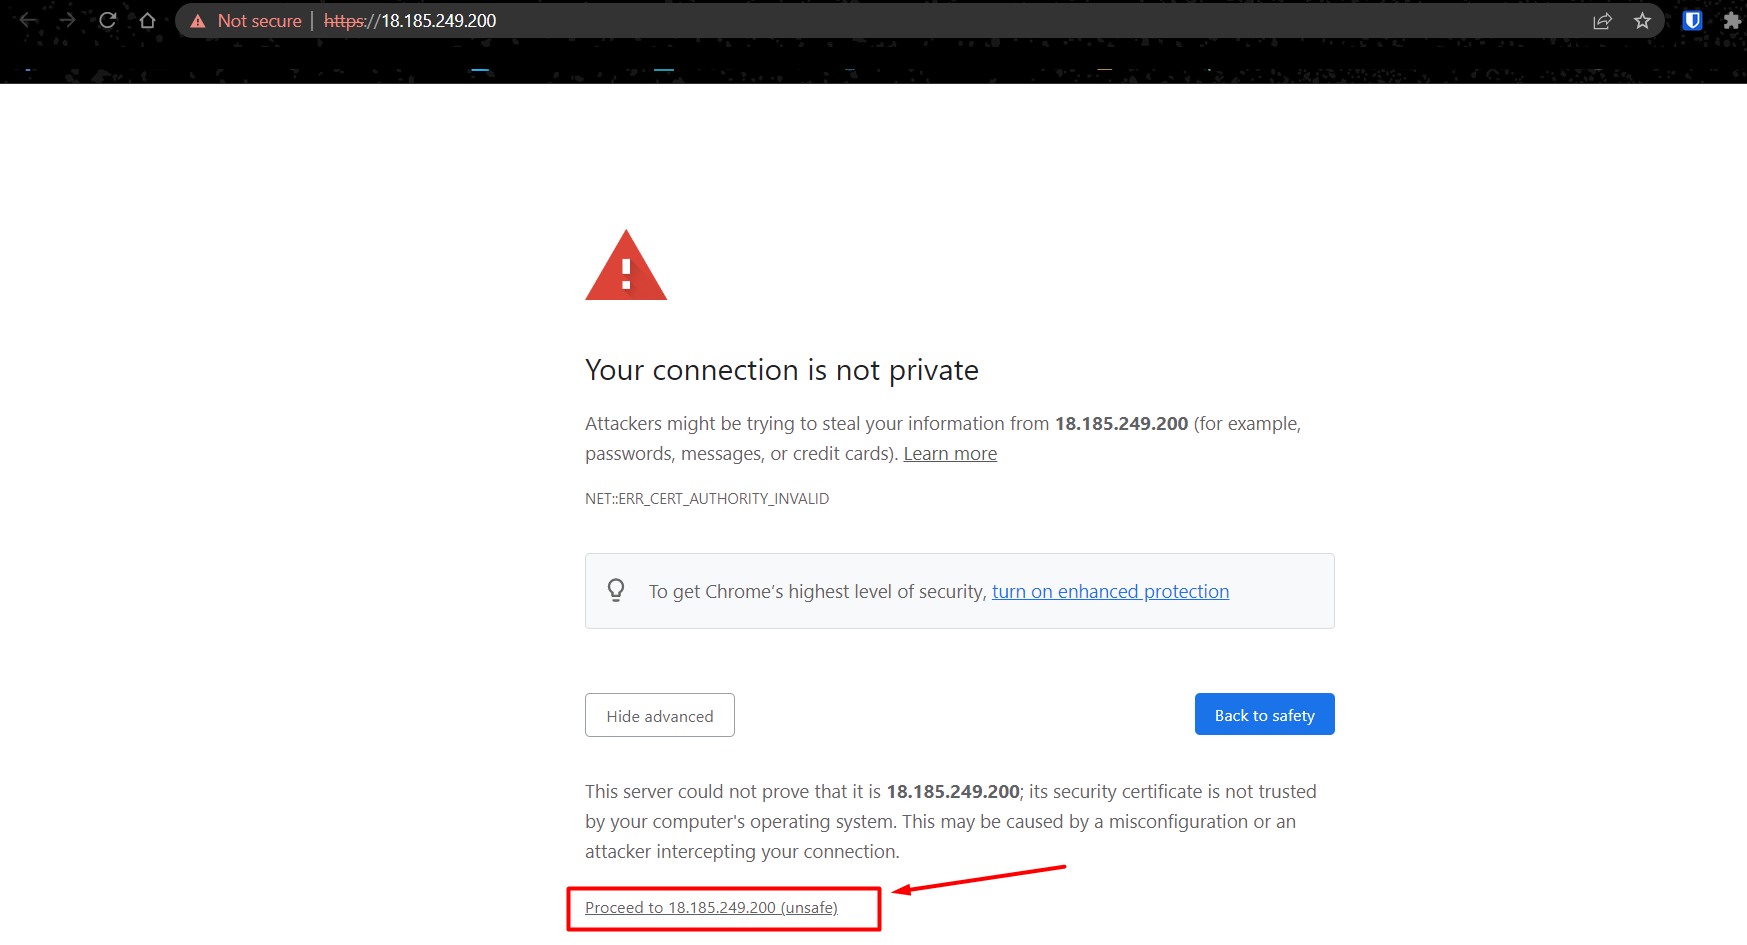 Not secure | https://18.185.249.200
Your connection is not private
Attackers might be trying to steal your information from 18.185.249.200 (for example,
passwords, messages, or credit cards). Learn more
NET::ERR_CERT_AUTHORITY_INVALID
To get Chrome's highest level of security, turn on enhanced protection
Hide advanced
Back to safety
This server could not prove that it is 18.185.249.200; its security certificate is not trusted
by your computer's operating system. This may be caused by a misconfiguration or an
attacker intercepting your connection.
Proceed to 18.185.249.200 (unsafe)